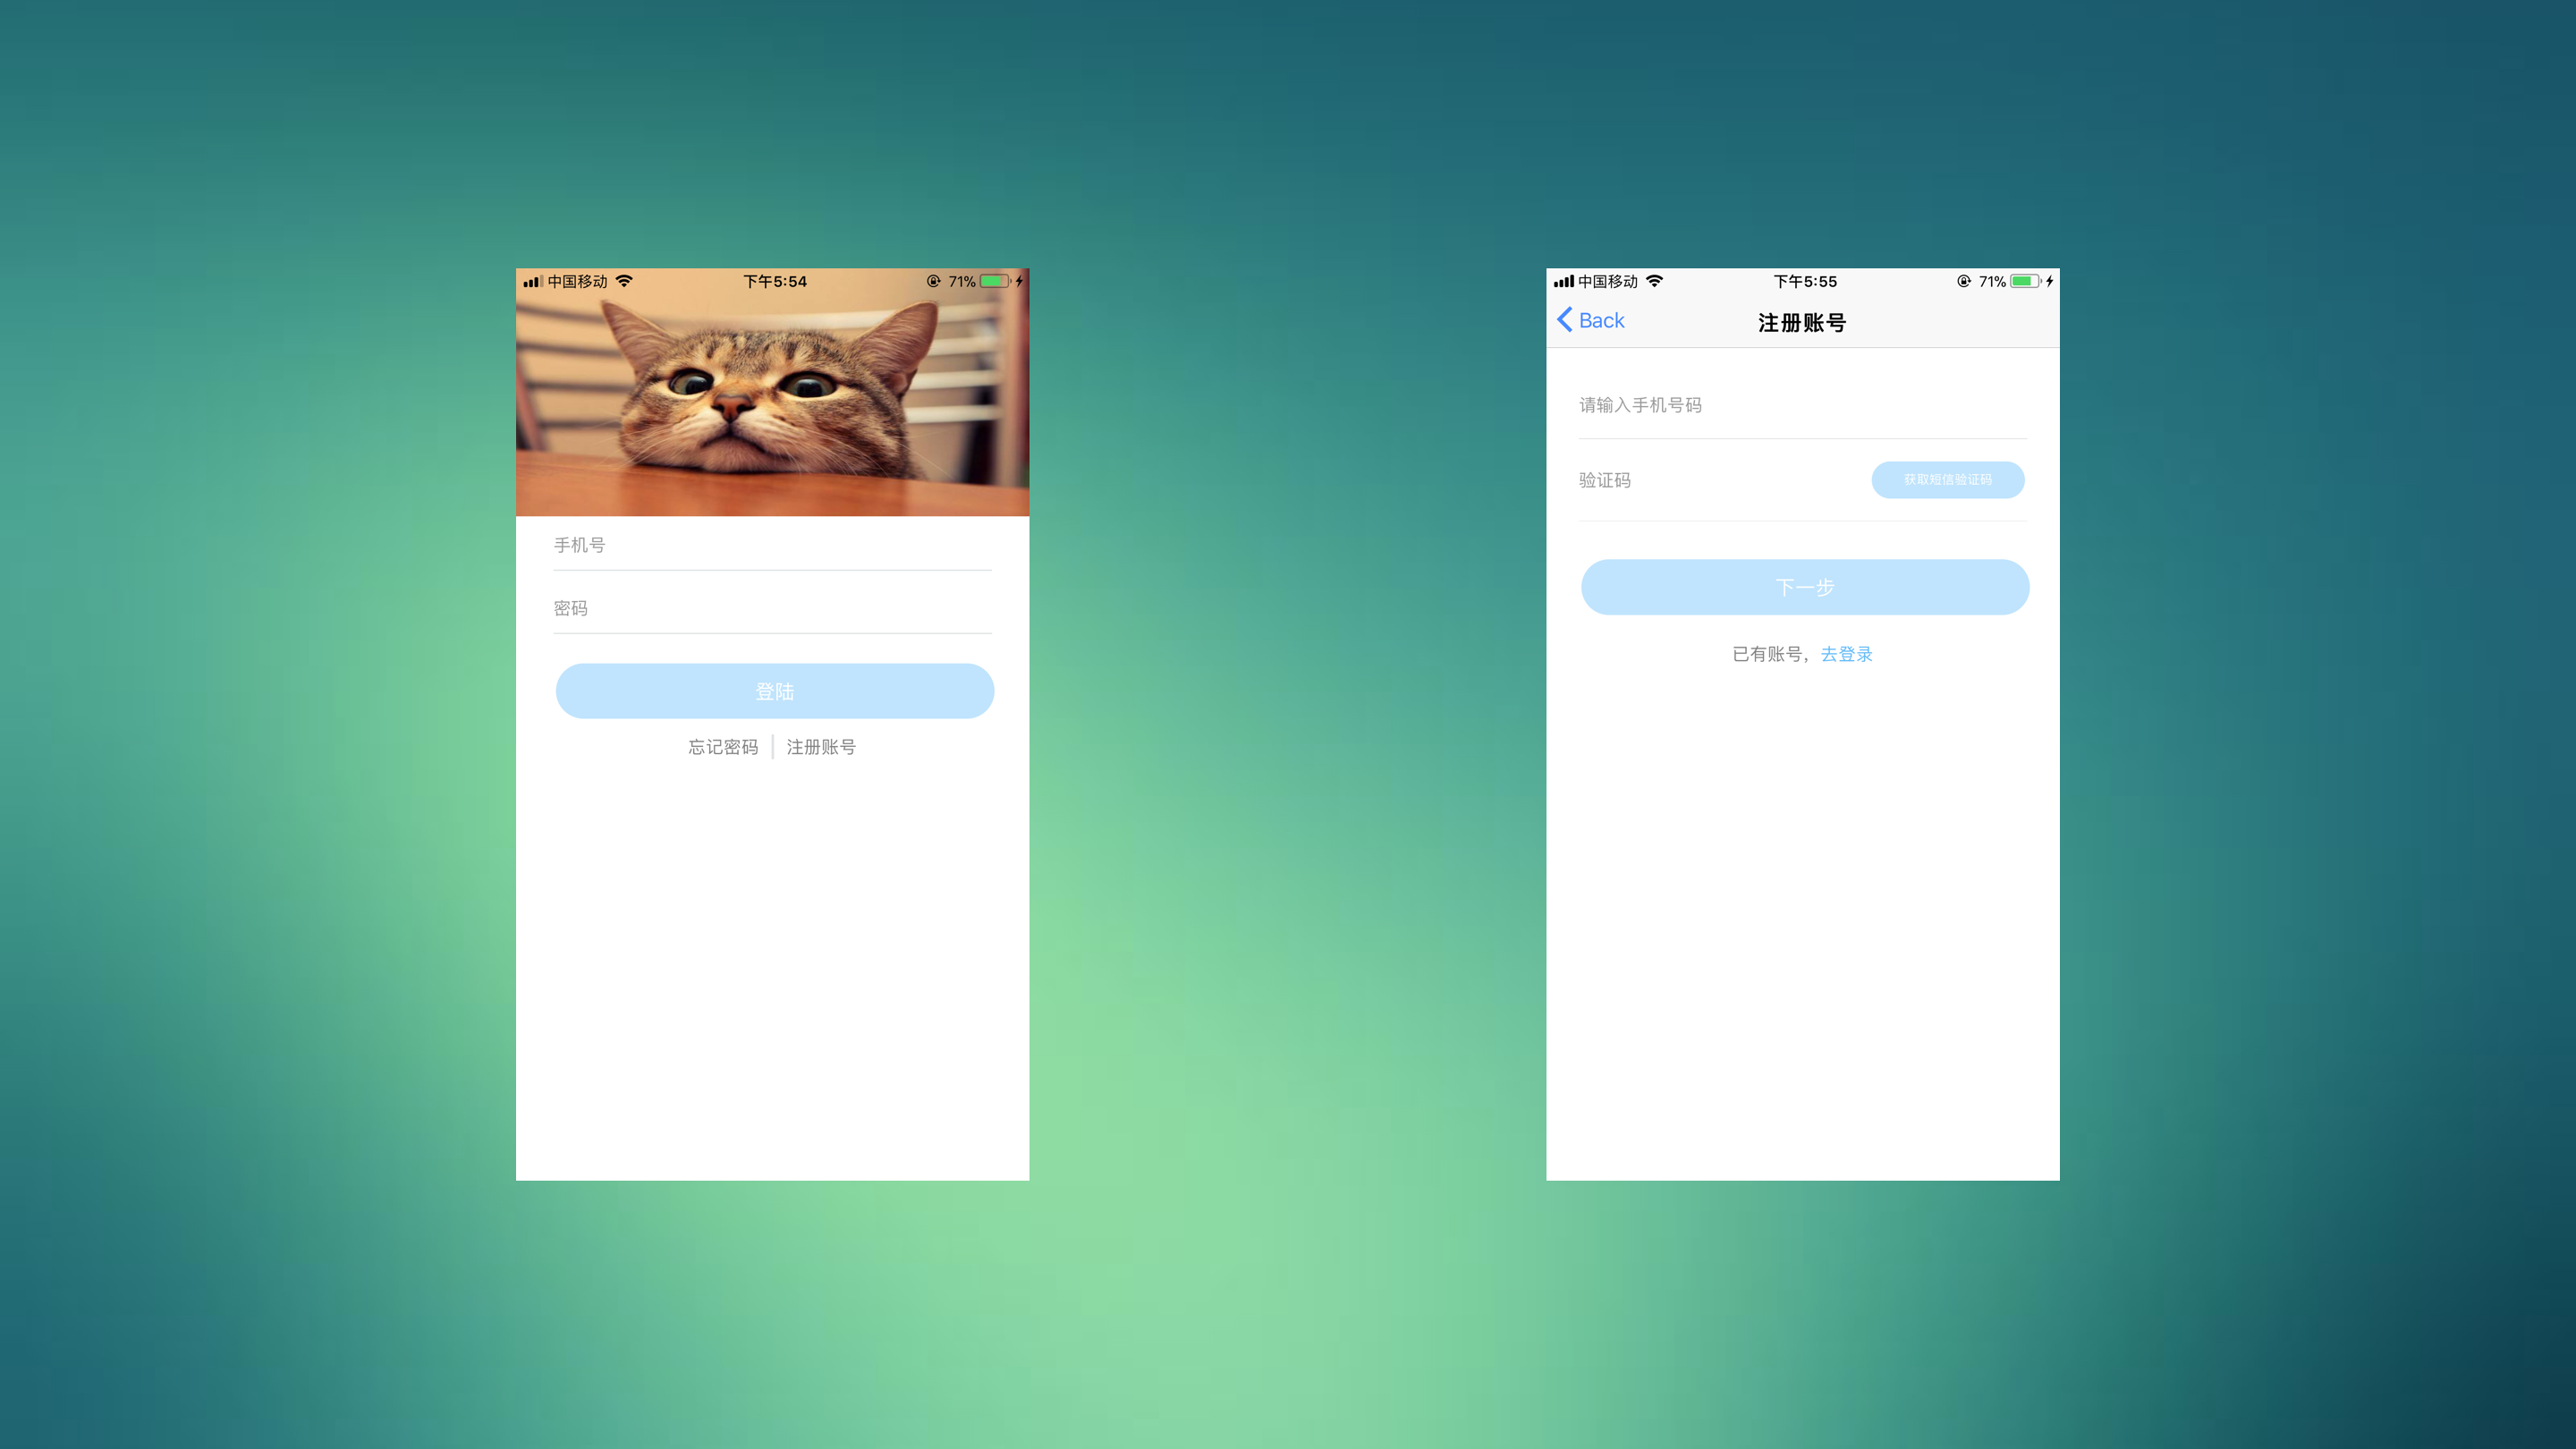 中国移动 下午5:54 71%
手机号
密码
登陆
忘记密码 注册账号
中国移动 下午5:55 71%
Back 注册账号
请输入手机号码
验证码 获取短信验证码
下一步
已有账号，去登录